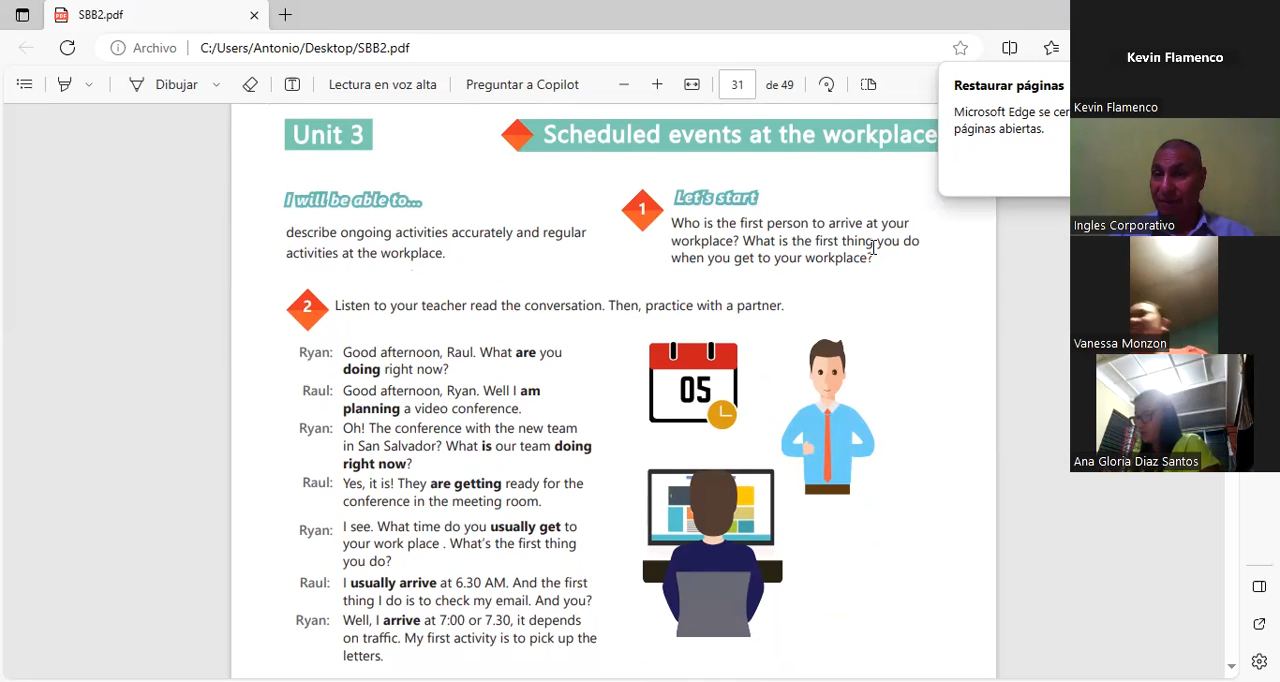 SBB2.pdf
Archivo
C:/Users/Antonio/Desktop/SBB2.pdf
Dibujar
Lectura en voz alta
Preguntar a Copilot
31
de 49
Restaurar páginas
Microsoft Edge se cer
páginas abiertas.
Unit 3
Scheduled events at the workplace
I will be able to...
describe ongoing activities accurately and regular
activities at the workplace.
1
Let's start
Who is the first person to arrive at your
workplace? What is the first thing you do
when you get to your workplace?
2
Listen to your teacher read the conversation. Then, practice with a partner.
Ryan: Good afternoon, Raul. What are you
doing right now?
Raul: Good afternoon, Ryan. Well I am
planning a video conference.
Ryan: Oh! The conference with the new team
in San Salvador? What is our team doing
right now?
Raul: Yes, it is! They are getting ready for the
conference in the meeting room.
Ryan: I see. What time do you usually get to
your work place . What's the first thing
you do?
Raul: I usually arrive at 6.30 AM. And the first
thing I do is to check my email. And you?
Ryan: Well, I arrive at 7:00 or 7.30, it depends
on traffic. My first activity is to pick up the
letters.
05
Kevin Flamenco
Kevin Flamenco
Ingles Corporativo
Vanessa Monzon
Ana Gloria Diaz Santos